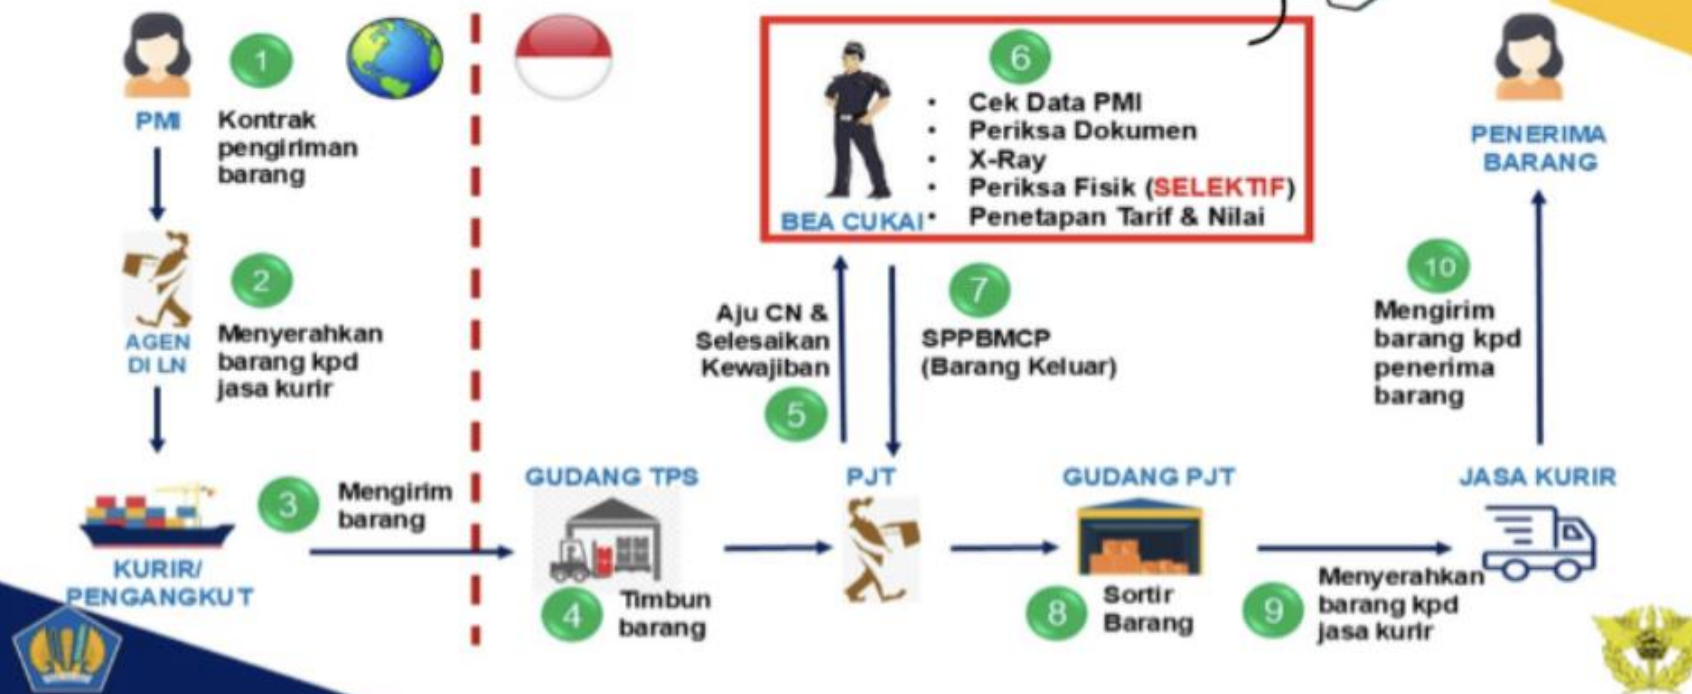 PMI
1
Kontrak
pengiriman
barang
AGEN
DI LN
2
Menyerahkan
barang kpd
jasa kurir
KURIR/
PENGANGKUT
3
Mengirim
barang
GUDANG TPS
4
Timbun
barang
PJT
Aju CN &
Selesaikan
Kewajiban
5
BEA CUKAI
6
• Cek Data PMI
• Periksa Dokumen
• X-Ray
• Periksa Fisik (SELEKTIF)
• Penetapan Tarif & Nilai
7
SPPBMCP
(Barang Keluar)
GUDANG PJT
8
Sortir
Barang
9
Menyerahkan
barang kpd
jasa kurir
JASA KURIR
10
Mengirim
barang kpd
penerima
barang
PENERIMA
BARANG